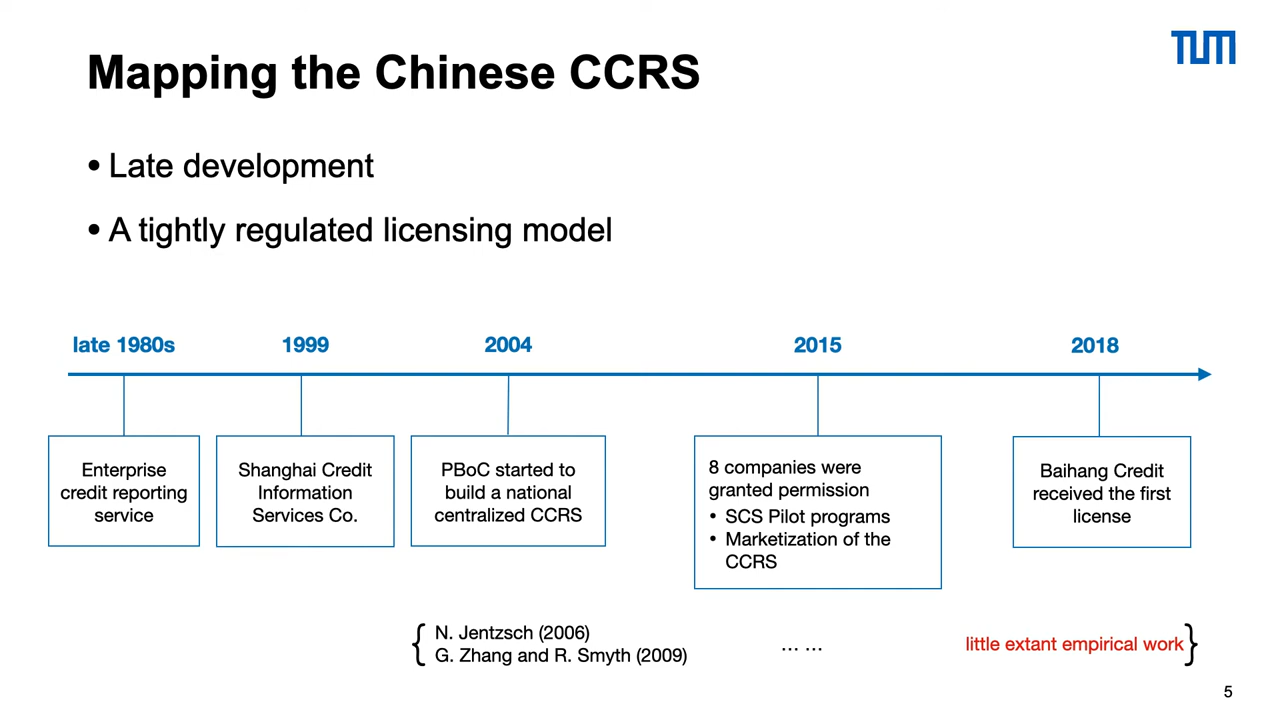 TUM
Mapping the Chinese CCRS
• Late development
• A tightly regulated licensing model
late 1980s
1999
2004
2015
2018
Enterprise
credit reporting
service
Shanghai Credit
Information
Services Co.
PBoC started to
build a national
centralized CCRS
8 companies were
granted permission
• SCS Pilot programs
• Marketization of the
CCRS
Baihang Credit
received the first
license
{ N. Jentzsch (2006)
G. Zhang and R. Smyth (2009)
... ...
little extant empirical work }
5